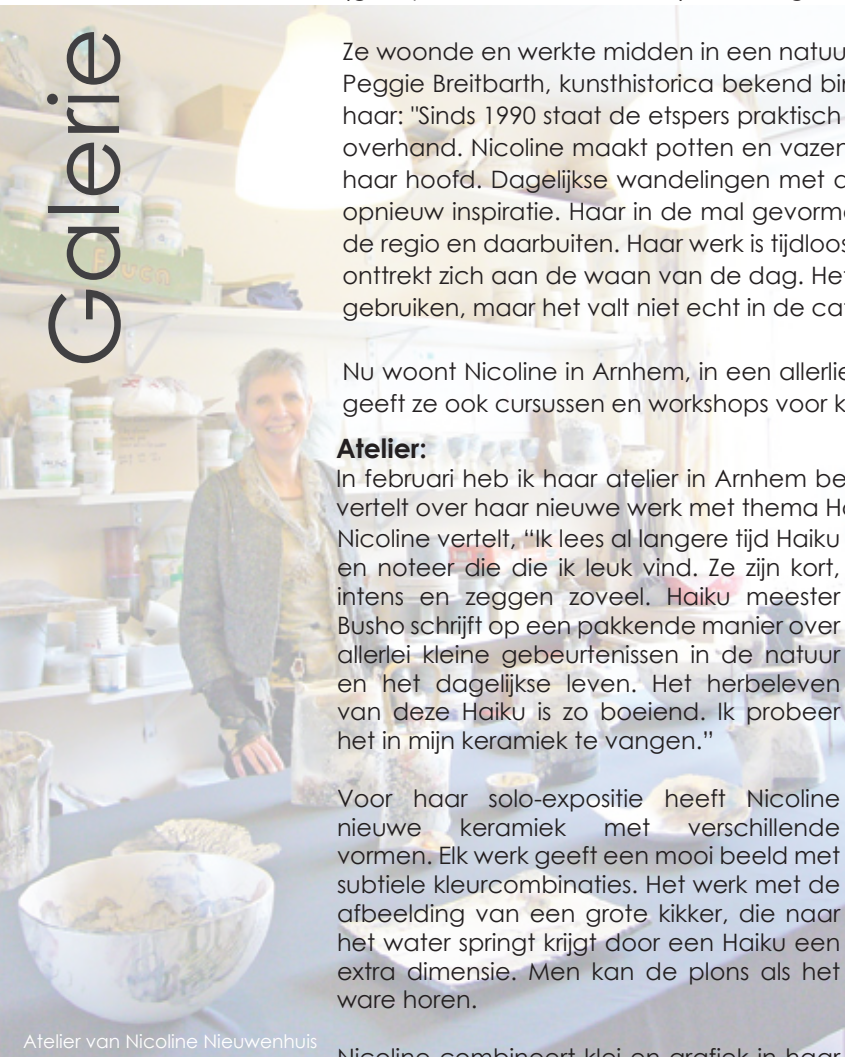 Galerie
Ze woonde en werkte midden in een
Peggie Breitbarth, kunsthistorica bekend
haar: "Sinds 1990 staat de etspers praktisch
overhand. Nicoline maakt potten en vazen
haar hoofd. Dagelijkse wandelingen met
opnieuw inspiratie. Haar in de mal
de regio en daarbuiten. Haar werk is tijdloos
onttrekt zich aan de waan van de dag. Het
gebruiken, maar het valt niet echt in de
Nu woont Nicoline in Arnhem, in een
geeft ze ook cursussen en workshops voor
Atelier:
In februari heb ik haar atelier in Arnhem
vertelt over haar nieuwe werk met thema
Nicoline vertelt, “Ik lees al langere tijd Haiku
en noteer die die ik leuk vind. Ze zijn kort,
intens en zeggen zoveel. Haiku meester
Busho schrijft op een pakkende manier over
allerlei kleine gebeurtenissen in de natuur
en het dagelijkse leven. Het herbeleven
van deze Haiku is zo boeiend. Ik probeer
het in mijn keramiek te vangen.”
Voor haar solo-expositie heeft Nicoline
nieuwe keramiek met verschillende
vormen. Elk werk geeft een mooi beeld met
subtiele kleurcombinaties. Het werk met de
afbeelding van een grote kikker, die naar
het water springt krijgt door een Haiku een
extra dimensie. Men kan de plons als het
ware horen.
Nicoline combineert klei en grafiek in haar
Atelier van Nicoline Nieuwenhuis